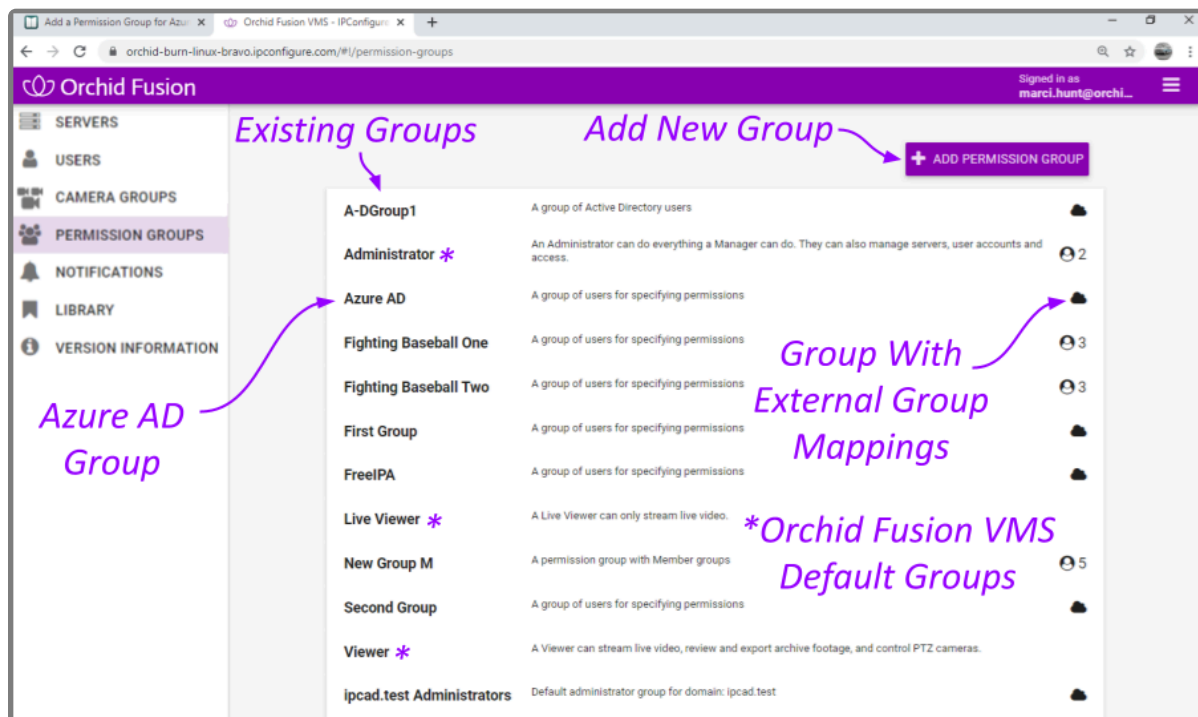 Add a Permission Group for Azur
Orchid Fusion VMS - IPConfigure
orchid-burn-linux-bravo.ipconfigure.com/#!/permission-groups
Orchid Fusion
Signed in as
marci.hunt@orchi...
SERVERS
USERS
CAMERA GROUPS
PERMISSION GROUPS
NOTIFICATIONS
LIBRARY
VERSION INFORMATION
Existing Groups
Add New Group
+ ADD PERMISSION GROUP
A-DGroup1 A group of Active Directory users
Administrator * An Administrator can do everything a Manager can do. They can also manage servers, user accounts and
access. 2
Azure AD A group of users for specifying permissions
Fighting Baseball One A group of users for specifying permissions 3
Fighting Baseball Two A group of users for specifying permissions 3
First Group A group of users for specifying permissions
FreeIPA A group of users for specifying permissions
Live Viewer * A Live Viewer can only stream live video.
New Group M A permission group with Member groups 5
Second Group A group of users for specifying permissions
Viewer * A Viewer can stream live video, review and export archive footage, and control PTZ cameras.
ipcad.test Administrators Default administrator group for domain: ipcad.test
Azure AD
Group
Group With
External Group
Mappings
*Orchid Fusion VMS
Default Groups